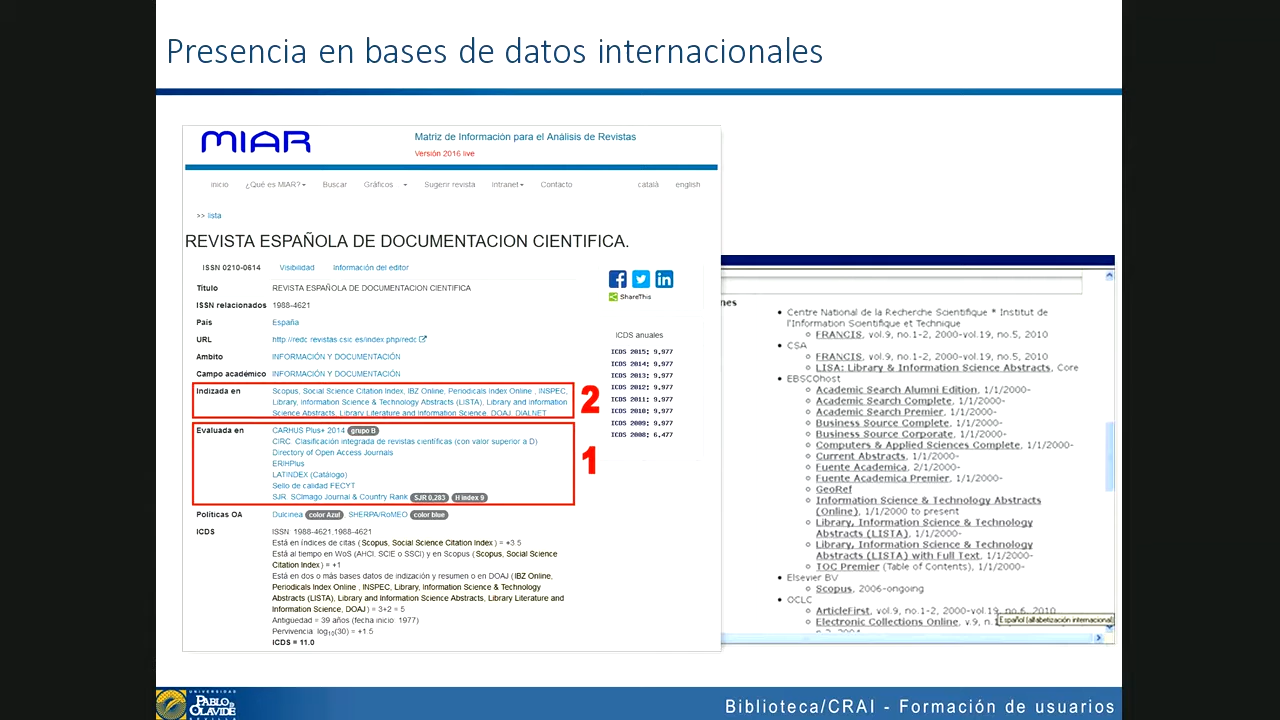 Presencia en bases de datos internacionales
MIAR
Matriz de Información para el Análisis de Revistas
Versión 2016 live
inicio ¿Qué es MIAR? Buscar Gráficos Sugerir revista intranet Contacto català english
>> lista
REVISTA ESPAÑOLA DE DOCUMENTACION CIENTIFICA.
ISSN 0210-0614 Visibilidad Información del editor
Título REVISTA ESPAÑOLA DE DOCUMENTACION CIENTIFICA
ISSN relacionados 1988-4621
País España
URL http://redc.revistas.csic.es/index.php/redc
Ambito INFORMACIÓN Y DOCUMENTACIÓN
Campo académico INFORMACIÓN Y DOCUMENTACIÓN
Indizada en Scopus, Social Science Citation Index, IBZ Online, Periodicals Index Online , INSPEC,
Library, Information Science & Technology Abstracts (LISTA), Library and Information
Science Abstracts, Library Literature and Information Science, DOAJ, DIALNET
2
Evaluada en CARHUS Plus+ 2014 grupo B
CIRC. Clasificación integrada de revistas científicas (con valor superior a D)
Directory of Open Access Journals
ERIHPlus
LATINDEX (Catálogo)
Sello de calidad FECYT
SJR. SCImago Journal & Country Rank SJR 0,283 H index 9
1
Políticas OA Dulcinea color Azul , SHERPA/RoMEO color blue
ICDS ISSN 1988-4621,1988-4621
Está en índices de citas ( Scopus, Social Science Citation Index ) = +3.5
Está al tiempo en WoS (AHCI, SCIE o SSCI) y en Scopus ( Scopus, Social Science
Citation Index ) = +1
Está en dos o más bases datos de indización y resumen o en DOAJ ( IBZ Online,
Periodicals Index Online , INSPEC, Library, Information Science & Technology
Abstracts (LISTA), Library and Information Science Abstracts, Library Literature and
Information Science, DOAJ ) = 3+2 = 5
Antiguedad = 39 años (fecha inicio 1977)
Pervivencia log10(30) = +1.5
ICDS = 11.0
ShareThis
ICDS anuales
ICDS 2015; 9,977
ICDS 2014; 9,977
ICDS 2013; 9,977
ICDS 2012; 9,977
ICDS 2011; 9,977
ICDS 2010; 9,977
ICDS 2009; 9,977
ICDS 2008; 6,477
nes
Centre National de la Recherche Scientifique * Institut de
l'Information Scientifique et Technique
FRANCIS, vol.9, no.1-2, 2000-vol.19, no.5, 2010
CSA
FRANCIS, vol.9, no.1-2, 2000-vol.19, no.5, 2010
LISA: Library & Information Science Abstracts, Core
EBSCOhost
Academic Search Alumni Edition, 1/1/2000-
Academic Search Complete, 1/1/2000-
Academic Search Premier, 1/1/2000-
Business Source Complete, 1/1/2000-
Business Source Corporate, 1/1/2000-
Computers & Applied Sciences Complete, 1/1/2000-
Current Abstracts, 1/1/2000-
Fuente Academica, 2/1/2000-
Fuente Academica Premier, 1/1/2000-
GeoRef
Information Science & Technology Abstracts
(Online), 1/1/2000 to present
Library, Information Science & Technology
Abstracts (LISTA), 1/1/2000-
Library, Information Science & Technology
Abstracts (LISTA) with Full Text, 1/1/2000-
TOC Premier (Table of Contents), 1/1/2000-
Elsevier BV
Scopus, 2006-ongoing
OCLC
ArticleFirst, vol.9, no.1-2, 2000-vol.19, no.6, 2010
Electronic Collections Online, v.9, n.1
Español (alfabetización internacional)
UNIVERSIDAD
PABLO DE
OLAVIDE
SEVILLA
Biblioteca/CRAI - Formación de usuarios